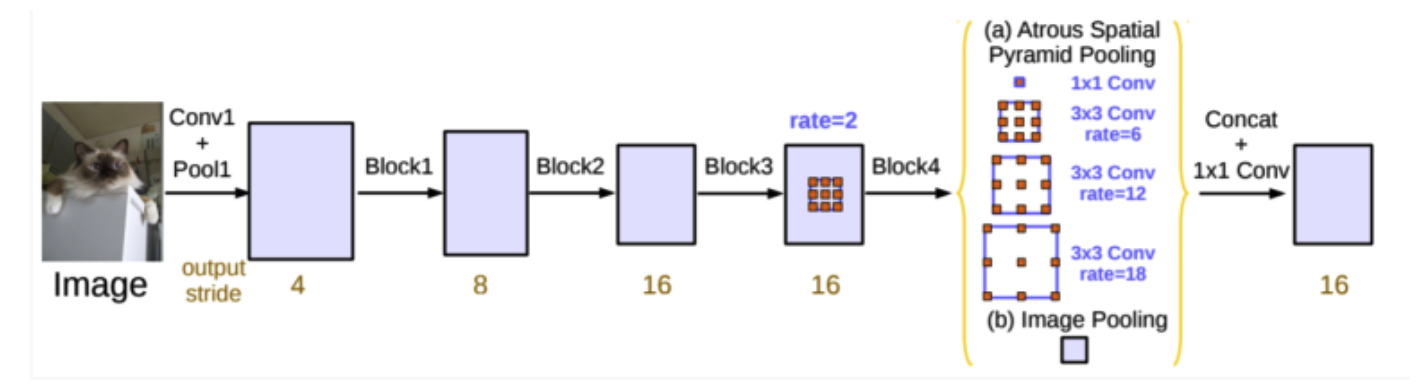 Image
Conv1
+
Pool1
output
stride
4
Block1
8
Block2
16
Block3
rate=2
16
Block4
(a) Atrous Spatial
Pyramid Pooling
1x1 Conv
3x3 Conv
rate=6
3x3 Conv
rate=12
3x3 Conv
rate=18
(b) Image Pooling
Concat
+
1x1 Conv
16